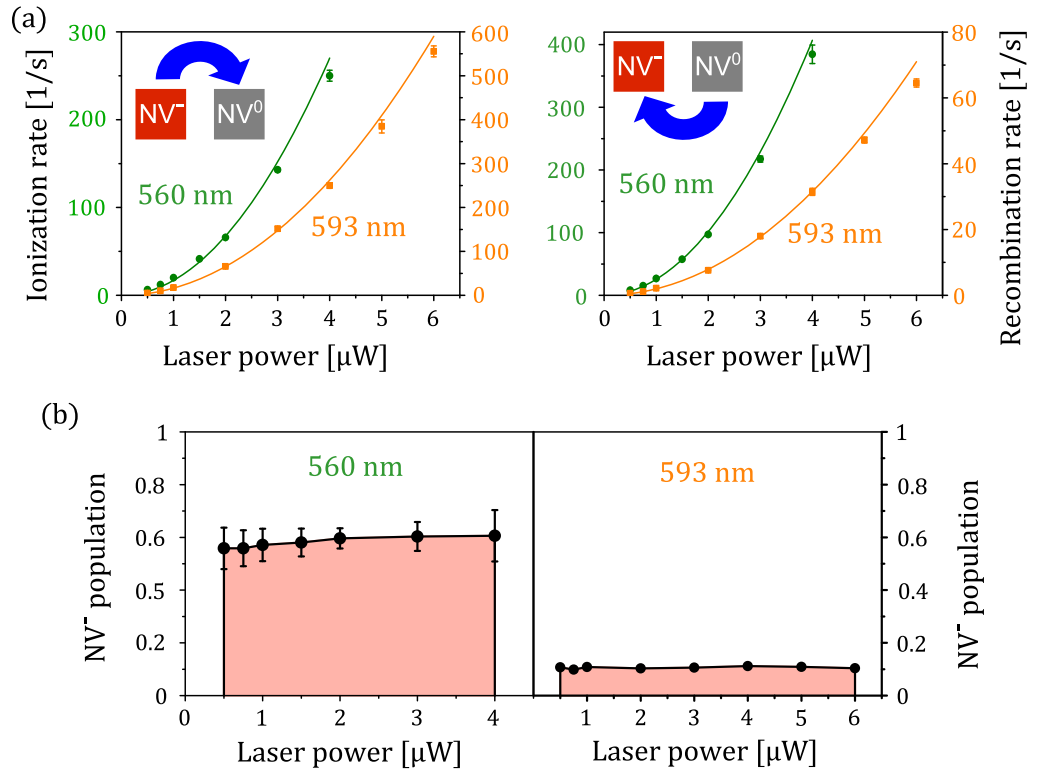 (a)
300
200
100
0
Ionization rate [1/s]
NV⁻
NV⁰
560 nm
593 nm
600
500
400
300
200
100
0
0
1
2
3
4
5
6
Laser power [μW]
400
300
200
100
0
NV⁻
NV⁰
560 nm
593 nm
80
60
40
20
0
Recombination rate [1/s]
0
1
2
3
4
5
6
Laser power [μW]
(b)
1
0.8
0.6
0.5
0.2
0
NV⁻ population
560 nm
0
1
2
3
4
Laser power [μW]
593 nm
1
0.8
0.6
0.5
0.2
0
NV⁻ population
1
2
3
4
5
6
Laser power [μW]